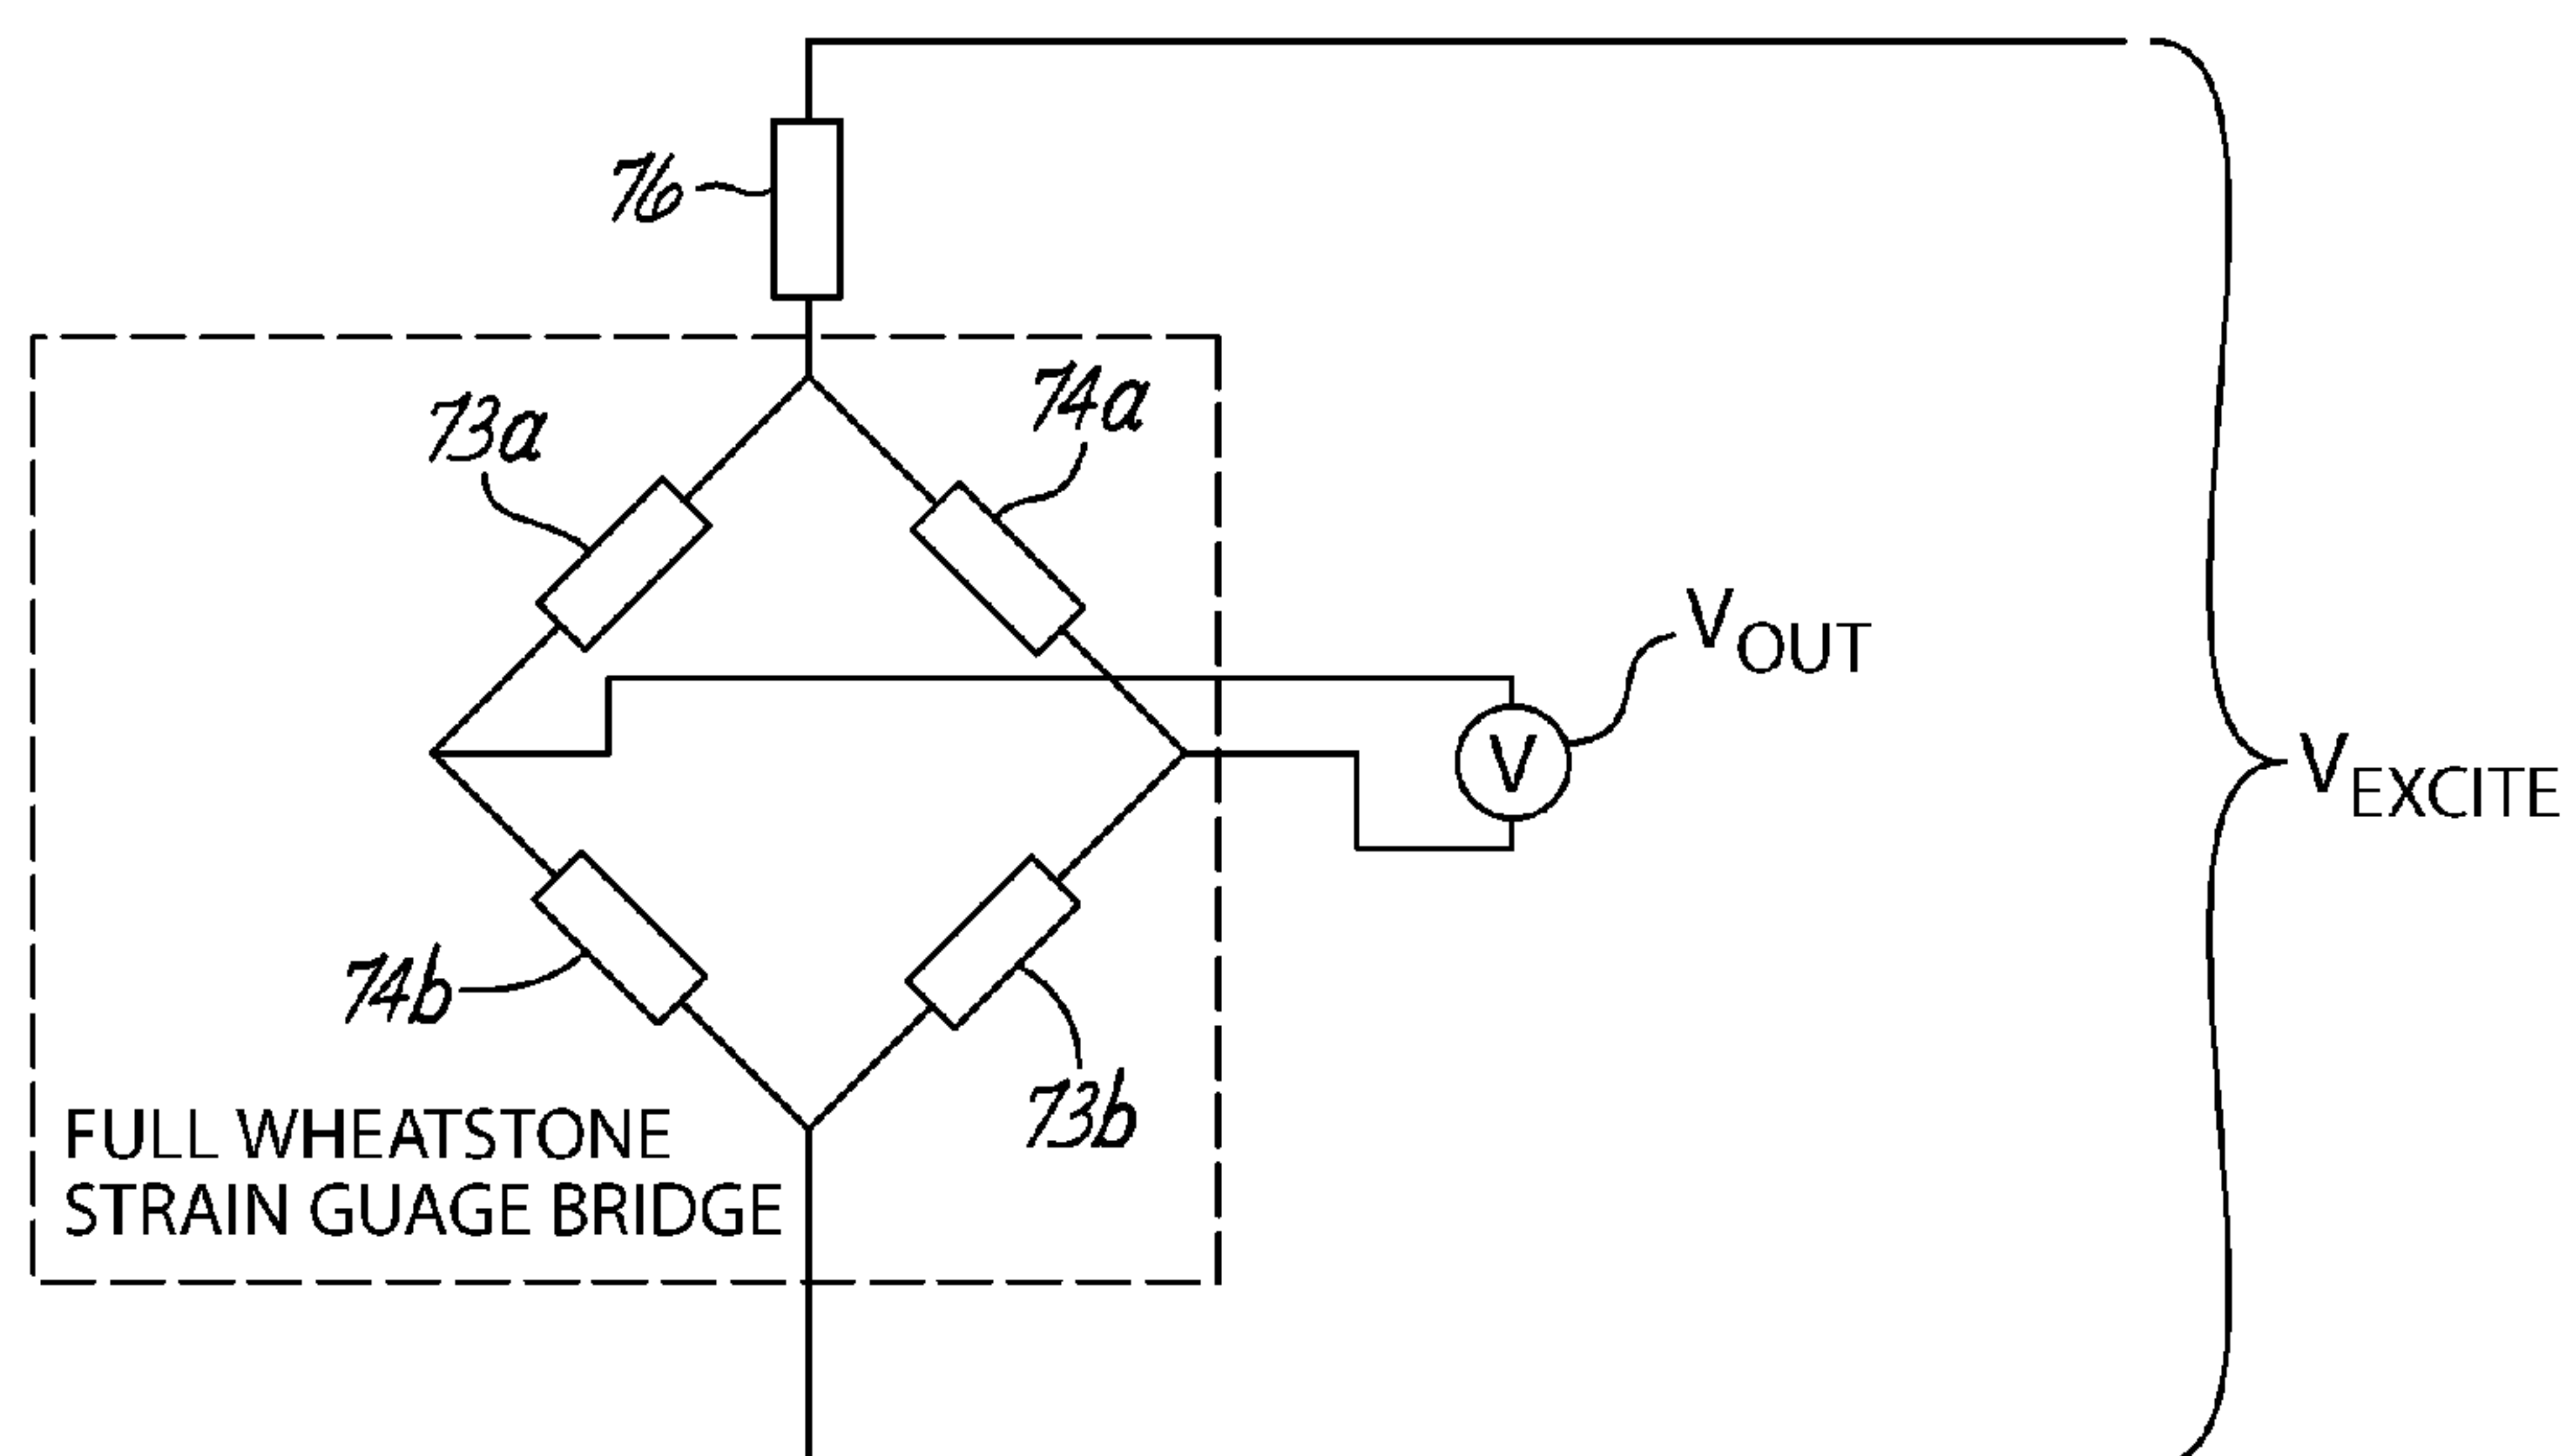 76
73a
74a
VOUT
V
VEXCITE
74b
73b
FULL WHEATSTONE
STRAIN GUAGE BRIDGE